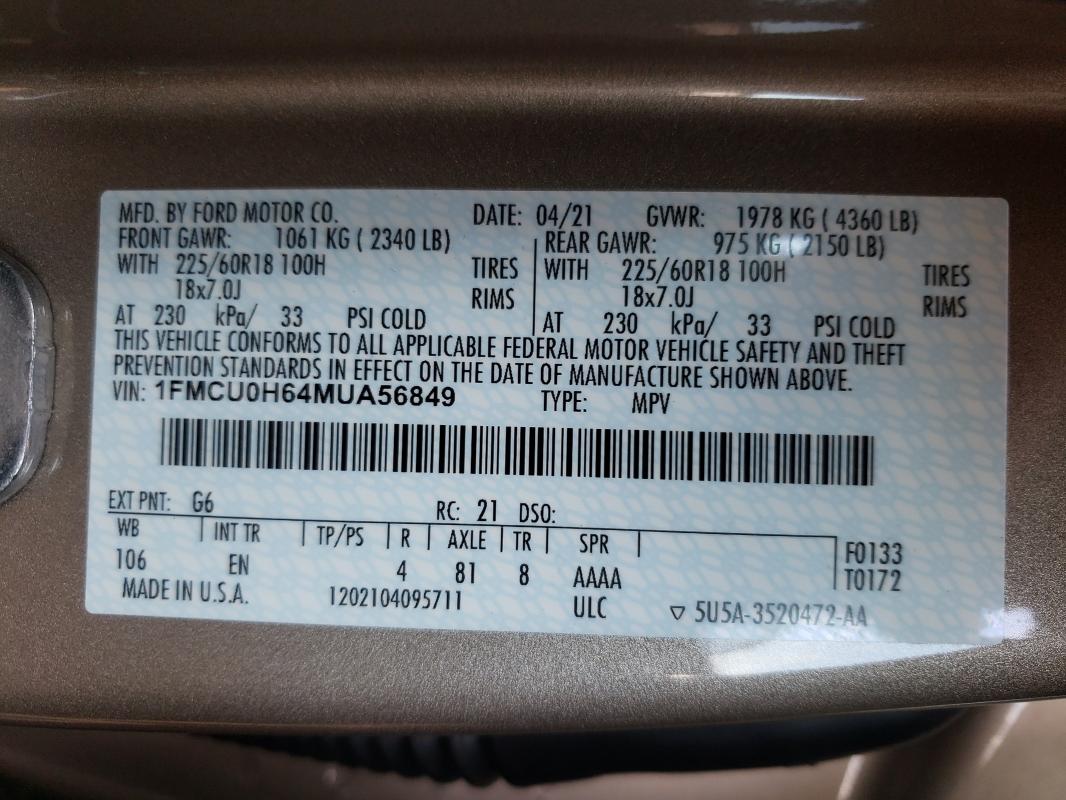 MFD. BY FORD MOTOR CO. DATE: 04/21 GVWR: 1978 KG ( 4360 LB)
FRONT GAWR: 1061 KG ( 2340 LB) REAR GAWR: 975 KG ( 2150 LB)
WITH 225/60R18 100H TIRES WITH 225/60R18 100H TIRES
18x7.0J RIMS 18x7.0J RIMS
AT 230 kPa/ 33 PSI COLD AT 230 kPa/ 33 PSI COLD
THIS VEHICLE CONFORMS TO ALL APPLICABLE FEDERAL MOTOR VEHICLE SAFETY AND THEFT
PREVENTION STANDARDS IN EFFECT ON THE DATE OF MANUFACTURE SHOWN ABOVE.
VIN: 1FMCU0H64MUA56849 TYPE: MPV
EXT PNT: G6 RC: 21 DSO:
WB INT TR TP/PS R AXLE TR SPR F0133
106 EN 4 81 8 AAAA T0172
MADE IN U.S.A. 1202104095711 ULC ▽ 5U5A-3520472-AA